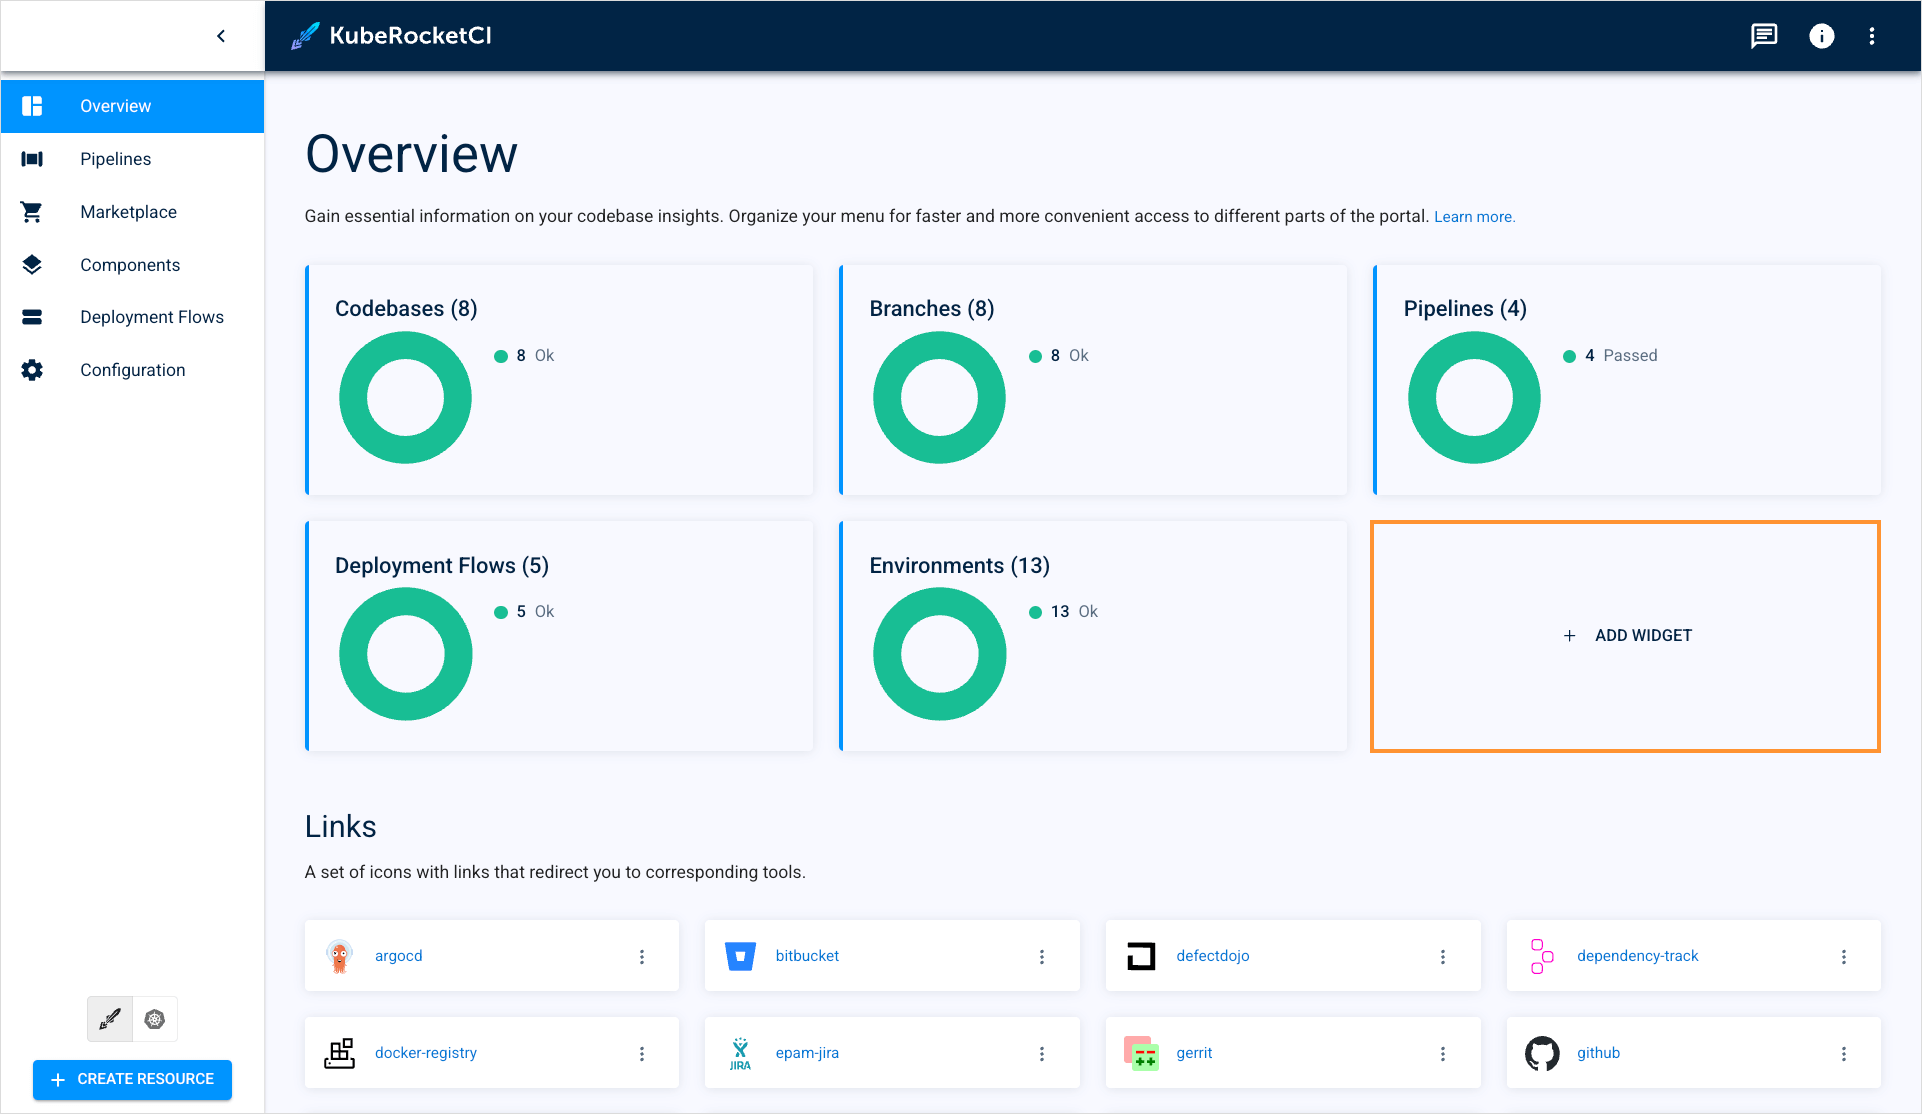 KubeRocketCI
Overview
Pipelines
Marketplace
Components
Deployment Flows
Configuration
CREATE RESOURCE
Overview
Gain essential information on your codebase insights. Organize your menu for faster and more convenient access to different parts of the portal. Learn more.
Codebases (8)
8 Ok
Branches (8)
8 Ok
Pipelines (4)
4 Passed
Deployment Flows (5)
5 Ok
Environments (13)
13 Ok
+ ADD WIDGET
Links
A set of icons with links that redirect you to corresponding tools.
argocd
bitbucket
defectdojo
dependency-track
docker-registry
JIRA
epam-jira
gerrit
github